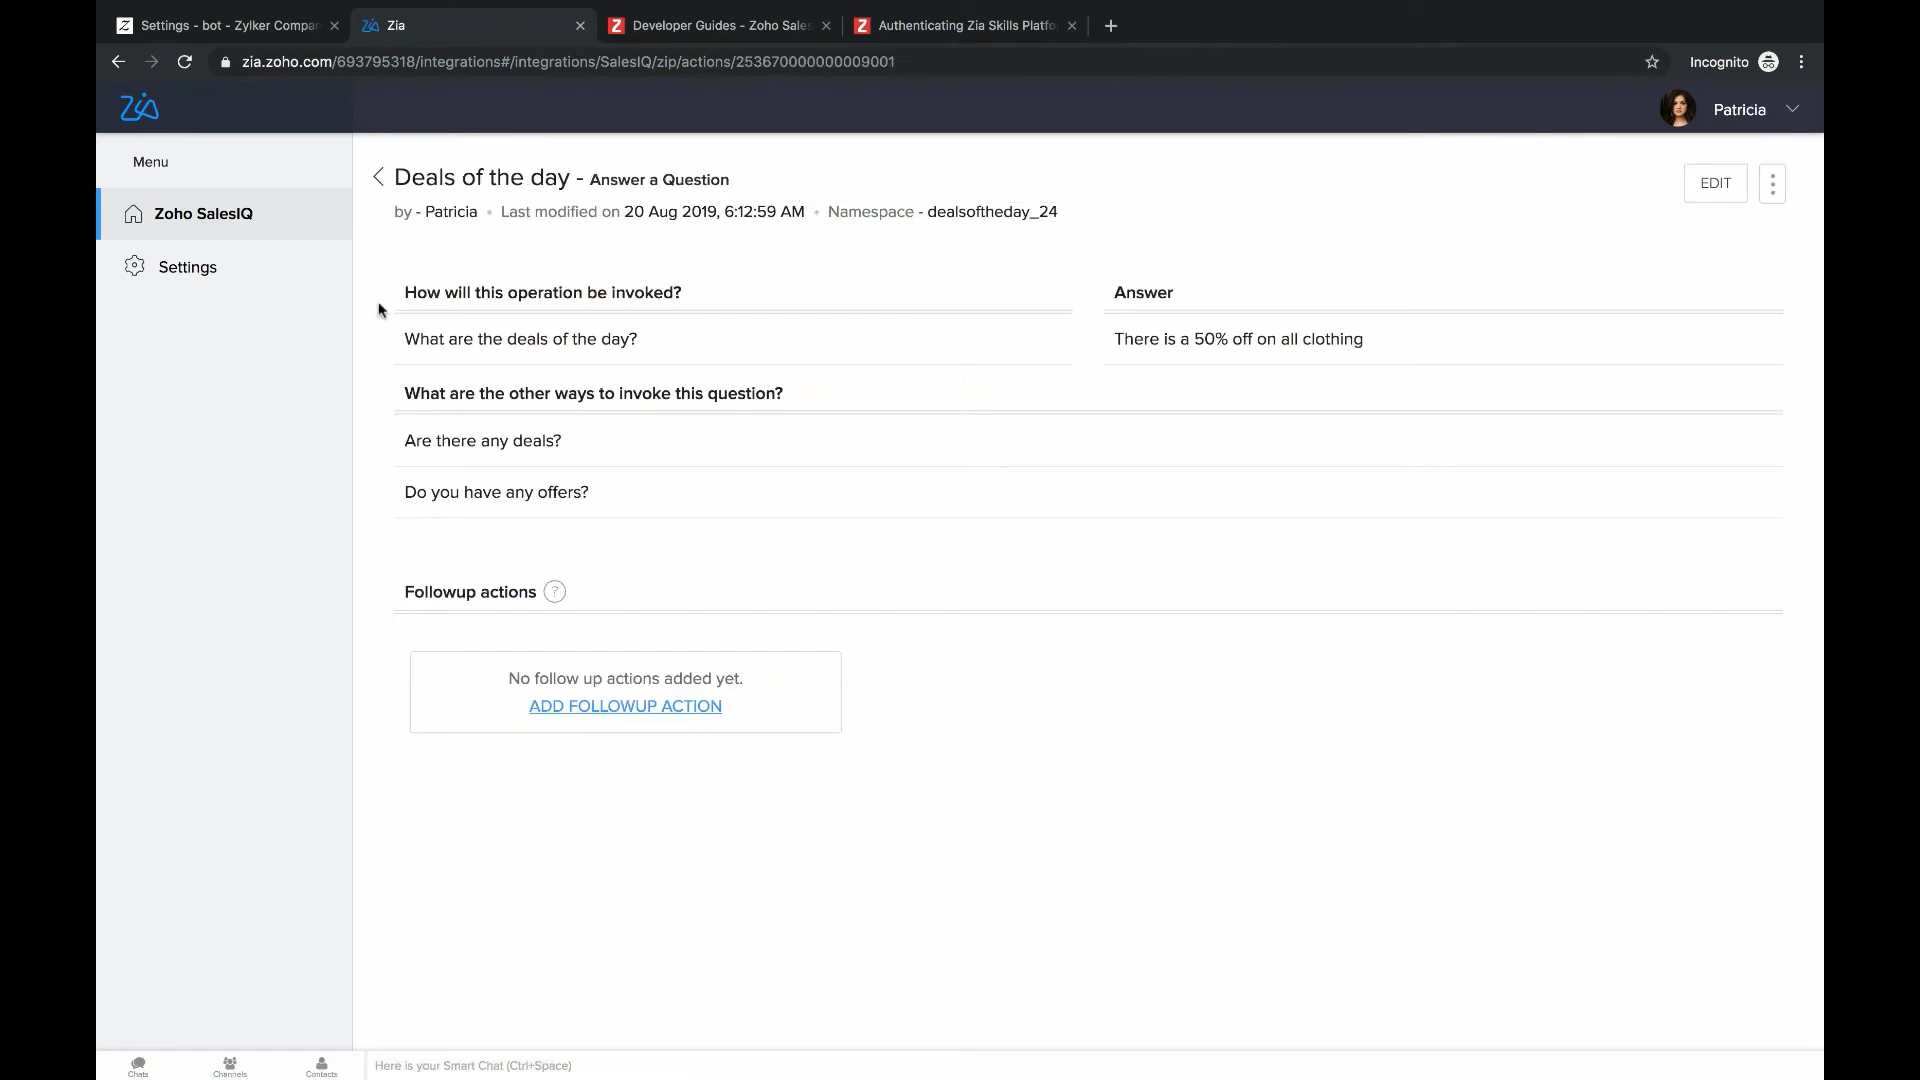 Settings - bot - Zylker Compan
Zia
Developer Guides - Zoho Sales
Authenticating Zia Skills Platfo
zia.zoho.com/693795318/integrations#/integrations/SalesIQ/zip/actions/253670000000009001
Incognito
Zia
Patricia
Menu
Zoho SalesIQ
Settings
Deals of the day - Answer a Question
EDIT
by - Patricia • Last modified on 20 Aug 2019, 6:12:59 AM • Namespace - dealsoftheday_24
How will this operation be invoked?
Answer
What are the deals of the day?
There is a 50% off on all clothing
What are the other ways to invoke this question?
Are there any deals?
Do you have any offers?
Followup actions ?
No follow up actions added yet.
ADD FOLLOWUP ACTION
Chats
Channels
Contacts
Here is your Smart Chat (Ctrl+Space)